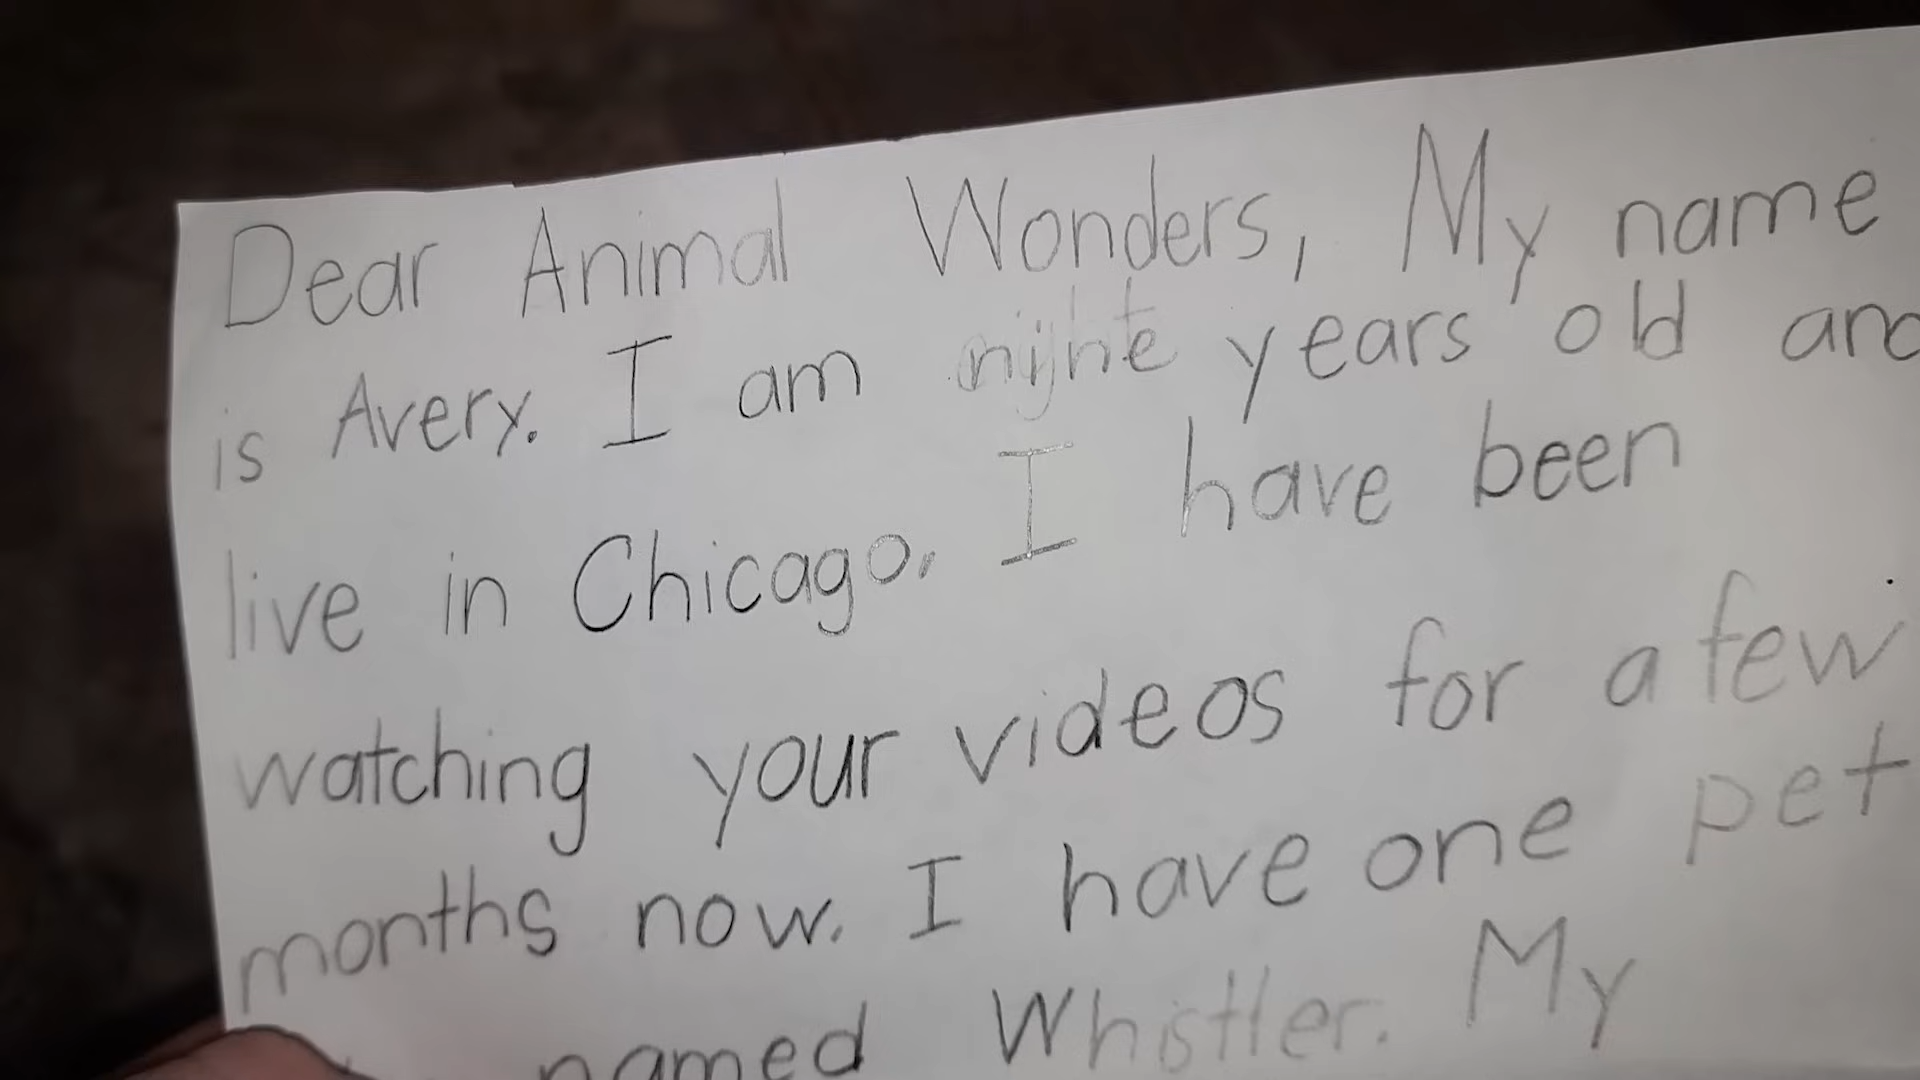 Dear Animal Wonders, My name
is Avery. I am years old and
live in Chicago. I have been
watching your videos for a few
months now. I have one pet
named Whistler. My